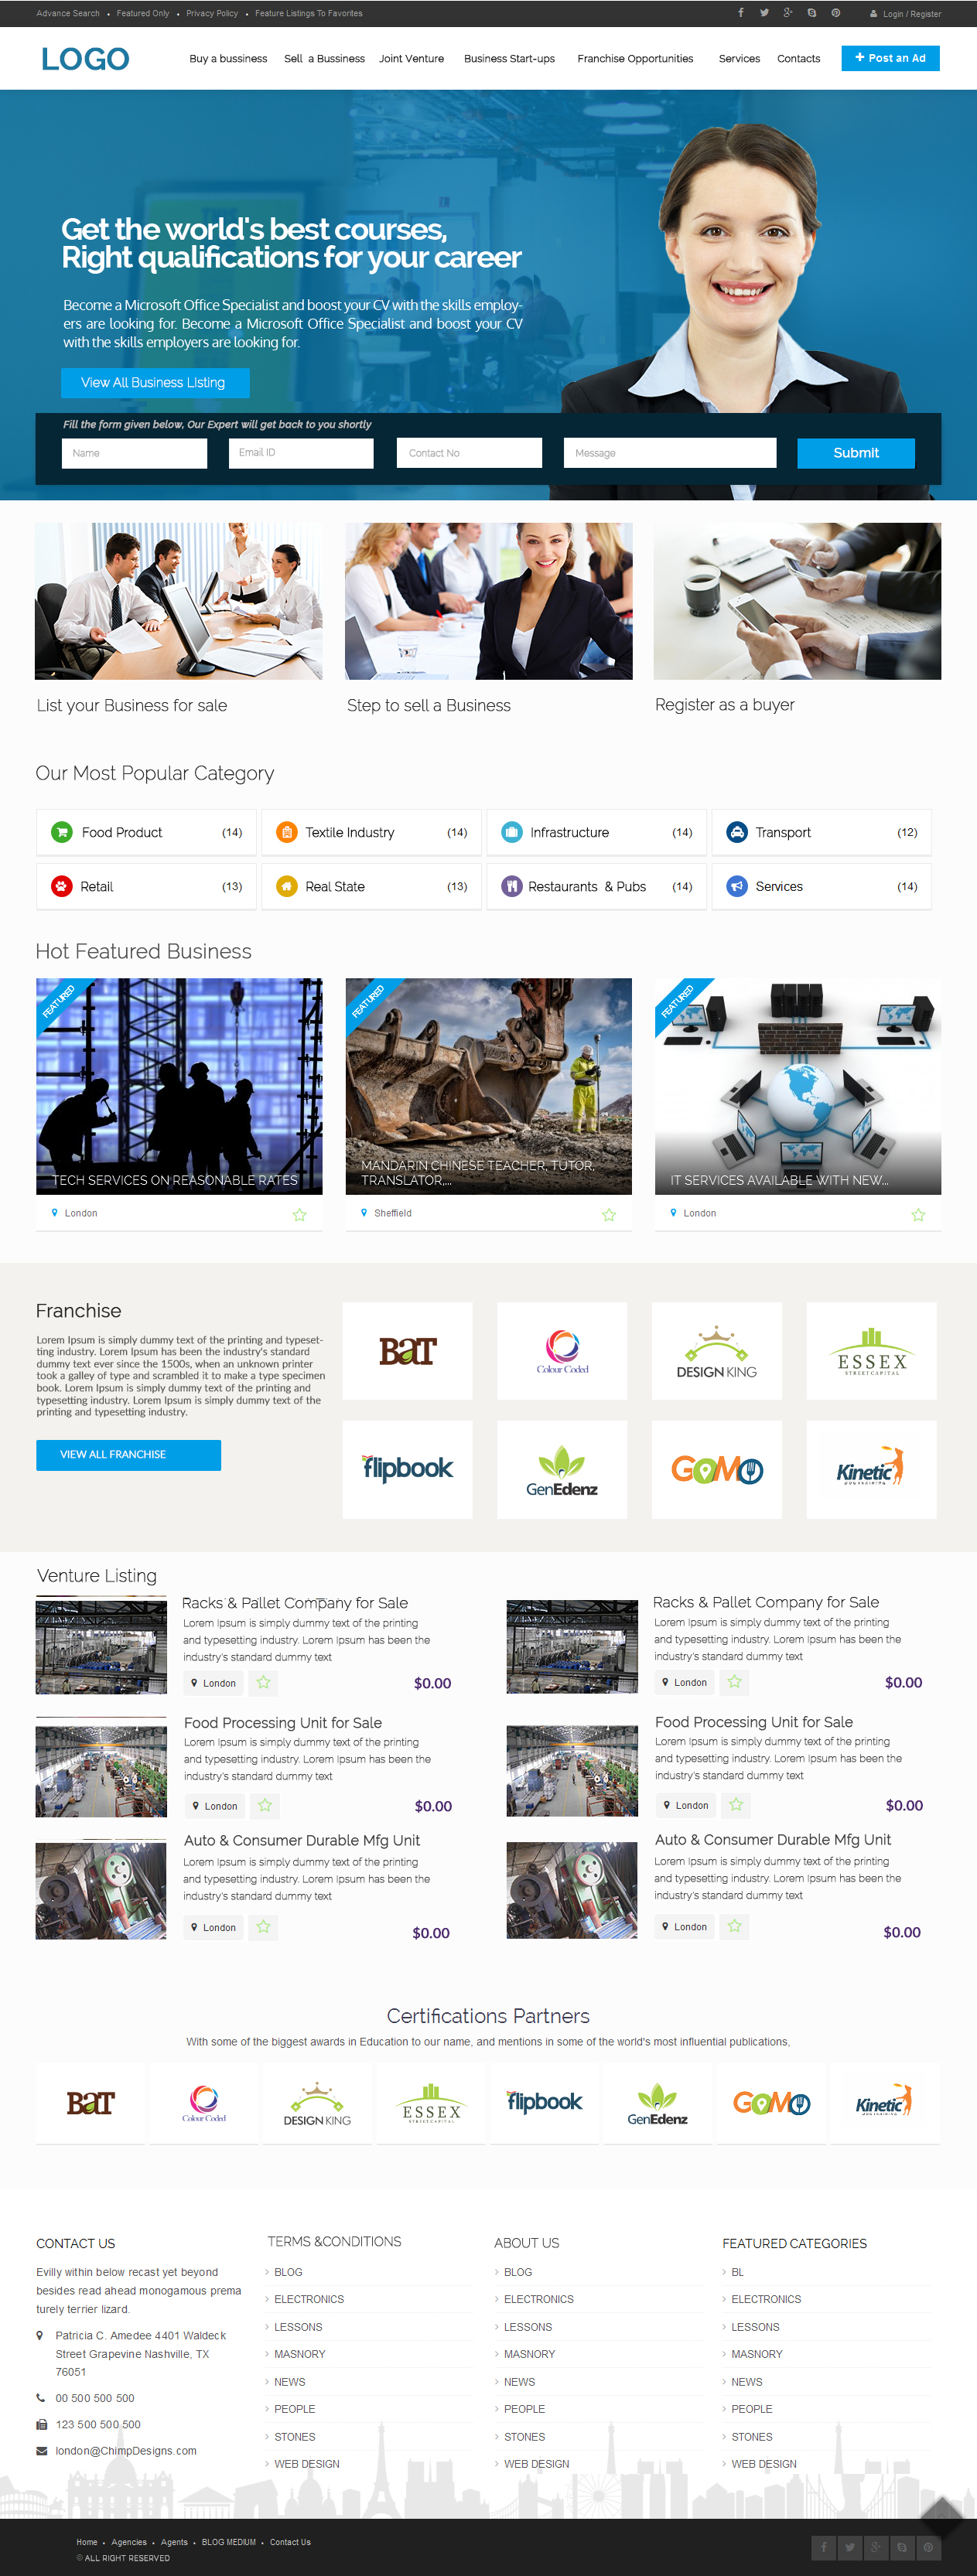 Advance Search • Featured Only • Privacy Policy • Feature Listings To Favorites
Login / Register
LOGO
Buy a bussiness Sell a Bussiness Joint Venture Business Start-ups Franchise Opportunities Services Contacts
+ Post an Ad
Get the world's best courses,
Right qualifications for your career
Become a Microsoft Office Specialist and boost your CV with the skills employ-
ers are looking for. Become a Microsoft Office Specialist and boost your CV
with the skills employers are looking for.
View All Business Listing
Fill the form given below, Our Expert will get back to you shortly
Name
Email ID
Contact No
Message
Submit
List your Business for sale
Step to sell a Business
Register as a buyer
Our Most Popular Category
Food Product (14)
Textile Industry (14)
Infrastructure (14)
Transport (12)
Retail (13)
Real State (13)
Restaurants & Pubs (14)
Services (14)
Hot Featured Business
FEATURED
TECH SERVICES ON REASONABLE RATES
London
FEATURED
MANDARIN CHINESE TEACHER, TUTOR,
TRANSLATOR,...
Sheffield
FEATURED
IT SERVICES AVAILABLE WITH NEW...
London
Franchise
Lorem Ipsum is simply dummy text of the printing and typeset-
ting industry. Lorem Ipsum has been the industry's standard
dummy text ever since the 1500s, when an unknown printer
took a galley of type and scrambled it to make a type specimen
book. Lorem Ipsum is simply dummy text of the printing and
typesetting industry. Lorem Ipsum is simply dummy text of the
printing and typesetting industry.
VIEW ALL FRANCHISE
BaT
Colour Coded
DESIGN KING
ESSEX
STREET CAPITAL
flipbook
GenEdenz
GOMO
Kinetic
DOG TRAINING
Venture Listing
Racks & Pallet Company for Sale
Lorem Ipsum is simply dummy text of the printing
and typesetting industry. Lorem Ipsum has been the
industry's standard dummy text
London
$0.00
Racks & Pallet Company for Sale
Lorem Ipsum is simply dummy text of the printing
and typesetting industry. Lorem Ipsum has been the
industry's standard dummy text
London
$0.00
Food Processing Unit for Sale
Lorem Ipsum is simply dummy text of the printing
and typesetting industry. Lorem Ipsum has been the
industry's standard dummy text
London
$0.00
Food Processing Unit for Sale
Lorem Ipsum is simply dummy text of the printing
and typesetting industry. Lorem Ipsum has been the
industry's standard dummy text
London
$0.00
Auto & Consumer Durable Mfg Unit
Lorem Ipsum is simply dummy text of the printing
and typesetting industry. Lorem Ipsum has been the
industry's standard dummy text
London
$0.00
Auto & Consumer Durable Mfg Unit
Lorem Ipsum is simply dummy text of the printing
and typesetting industry. Lorem Ipsum has been the
industry's standard dummy text
London
$0.00
Certifications Partners
With some of the biggest awards in Education to our name, and mentions in some of the world's most influential publications,
BaT
Colour Coded
DESIGN KING
ESSEX
STREET CAPITAL
flipbook
GenEdenz
GOMO
Kinetic
DOG TRAINING
CONTACT US
Evilly within below recast yet beyond
besides read ahead monogamous prema
turely terrier lizard.
Patricia C. Amedee 4401 Waldeck
Street Grapevine Nashville, TX
76051
00 500 500 500
123 500 500 500
london@ChimpDesigns.com
TERMS &CONDITIONS
BLOG
ELECTRONICS
LESSONS
MASNORY
NEWS
PEOPLE
STONES
WEB DESIGN
ABOUT US
BLOG
ELECTRONICS
LESSONS
MASNORY
NEWS
PEOPLE
STONES
WEB DESIGN
FEATURED CATEGORIES
BL
ELECTRONICS
LESSONS
MASNORY
NEWS
PEOPLE
STONES
WEB DESIGN
Home • Agencies • Agents • BLOG MEDIUM • Contact Us
© ALL RIGHT RESERVED